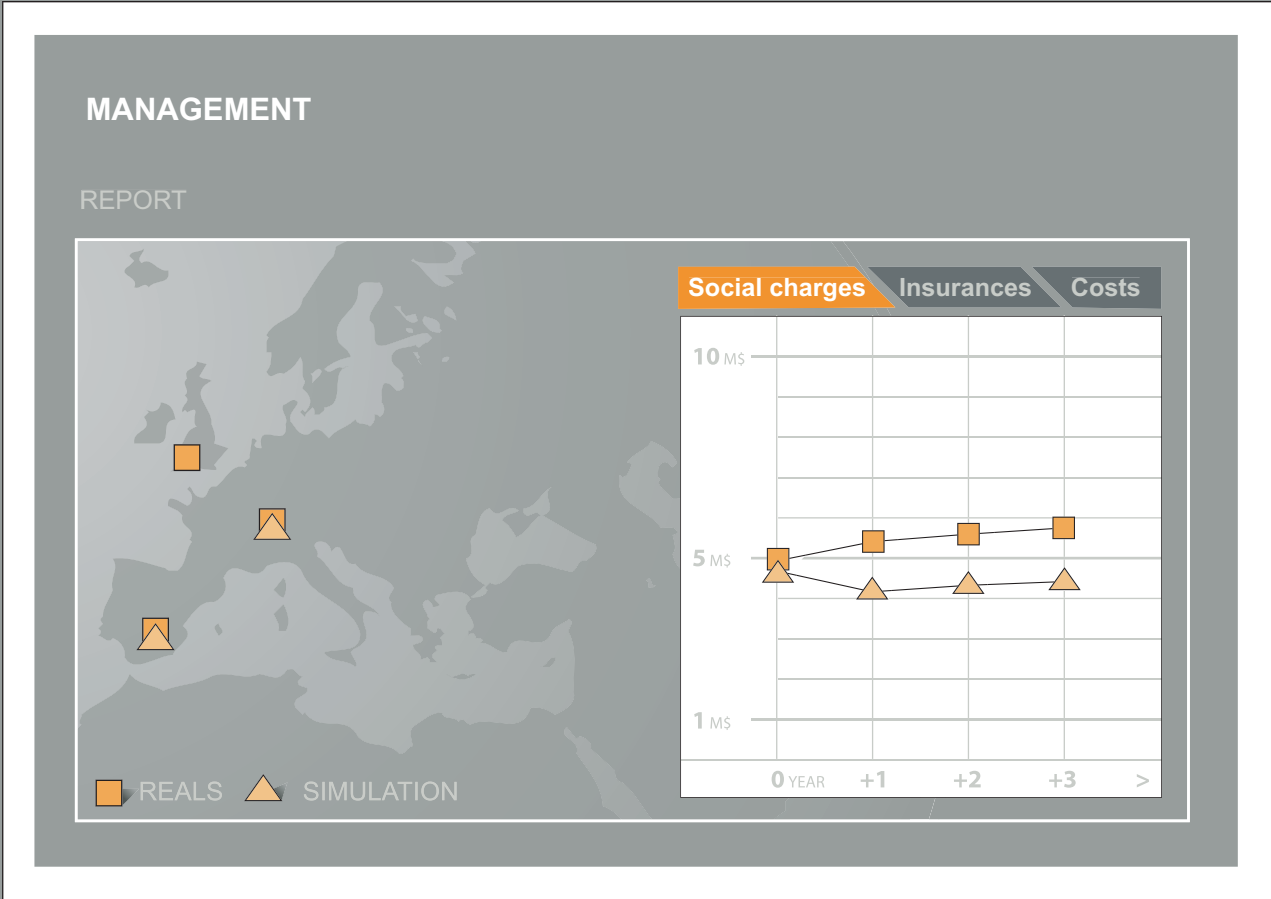 MANAGEMENT
REPORT
Social charges Insurances Costs
10 M$
5 M$
1 M$
0 YEAR +1 +2 +3 >
REALS SIMULATION